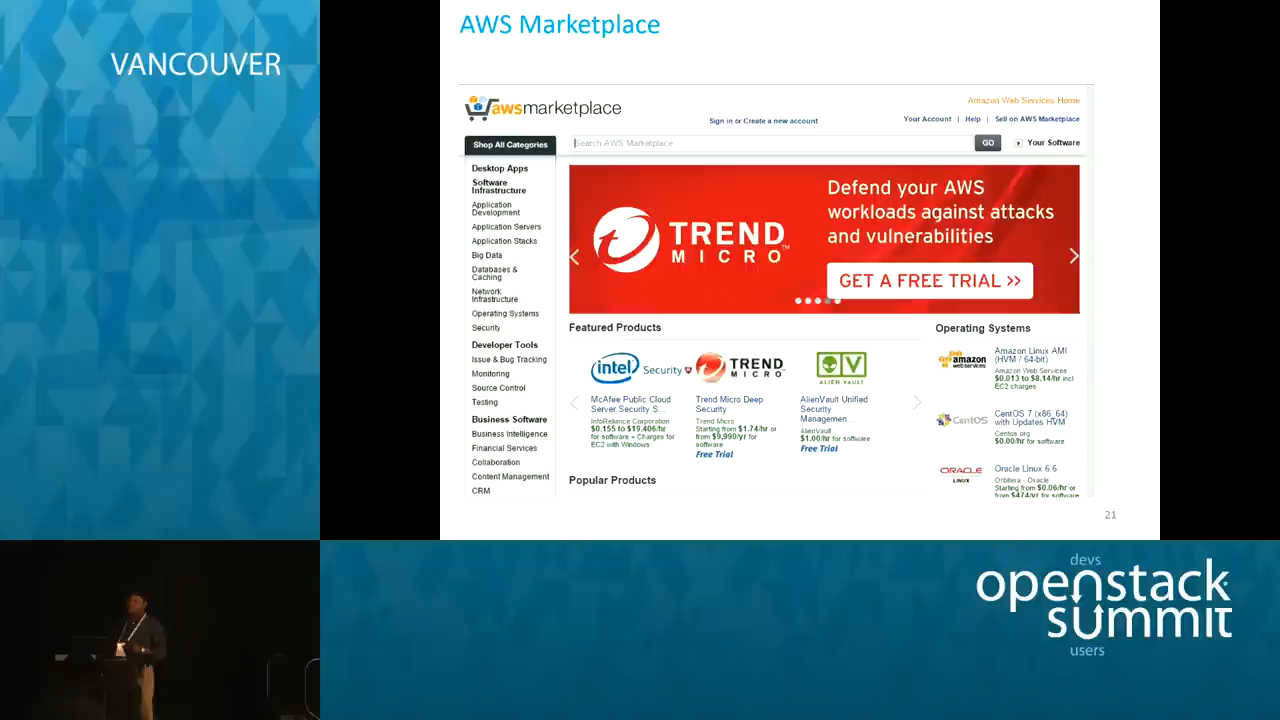 VANCOUVER
AWS Marketplace
awsmarketplace
Amazon Web Services Home
Sign in or Create a new account
Your Account | Help | Sell on AWS Marketplace
Shop All Categories
Search AWS Marketplace
GO
Your Software
Desktop Apps
Software
Infrastructure
Application
Development
Application Servers
Application Stacks
Big Data
Databases &
Caching
Network
Infrastructure
Operating Systems
Security
Developer Tools
Issue & Bug Tracking
Monitoring
Source Control
Testing
Business Software
Business Intelligence
Financial Services
Collaboration
Content Management
CRM
TREND
MICRO™
Defend your AWS
workloads against attacks
and vulnerabilities
GET A FREE TRIAL >>
Featured Products
intel Security
McAfee Public Cloud
Server Security S...
InfoReliance Corporation
$0.155 to $19.406/hr
for software + Charges for
EC2 with Windows
TREND
MICRO
Trend Micro Deep
Security
Trend Micro
Starting from $1.74/hr or
from $9,990/yr for
software
Free Trial
ALIEN VAULT
AlienVault Unified
Security
Managemen...
AlienVault
$1.00/hr for software
Free Trial
Popular Products
Operating Systems
amazon
web services
Amazon Linux AMI
(HVM / 64-bit)
Amazon Web Services
$0.013 to $8.14/hr incl
EC2 charges
CentOS
CentOS 7 (x86_64)
with Updates HVM
Centos.org
$0.00/hr for software
ORACLE
LINUX
Oracle Linux 6.6
Orbitera - Oracle
Starting from $0.06/hr or
from $474/yr for software
21
devs
openstack
summit
users